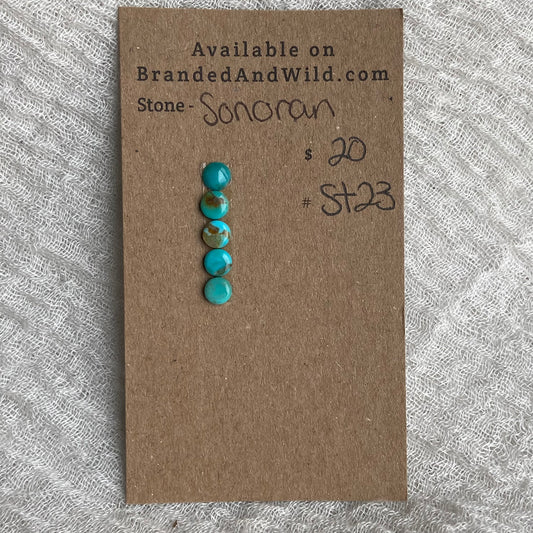 Available on
BrandedAndWild.com
Stone - Sonoran
$ 20
# St23